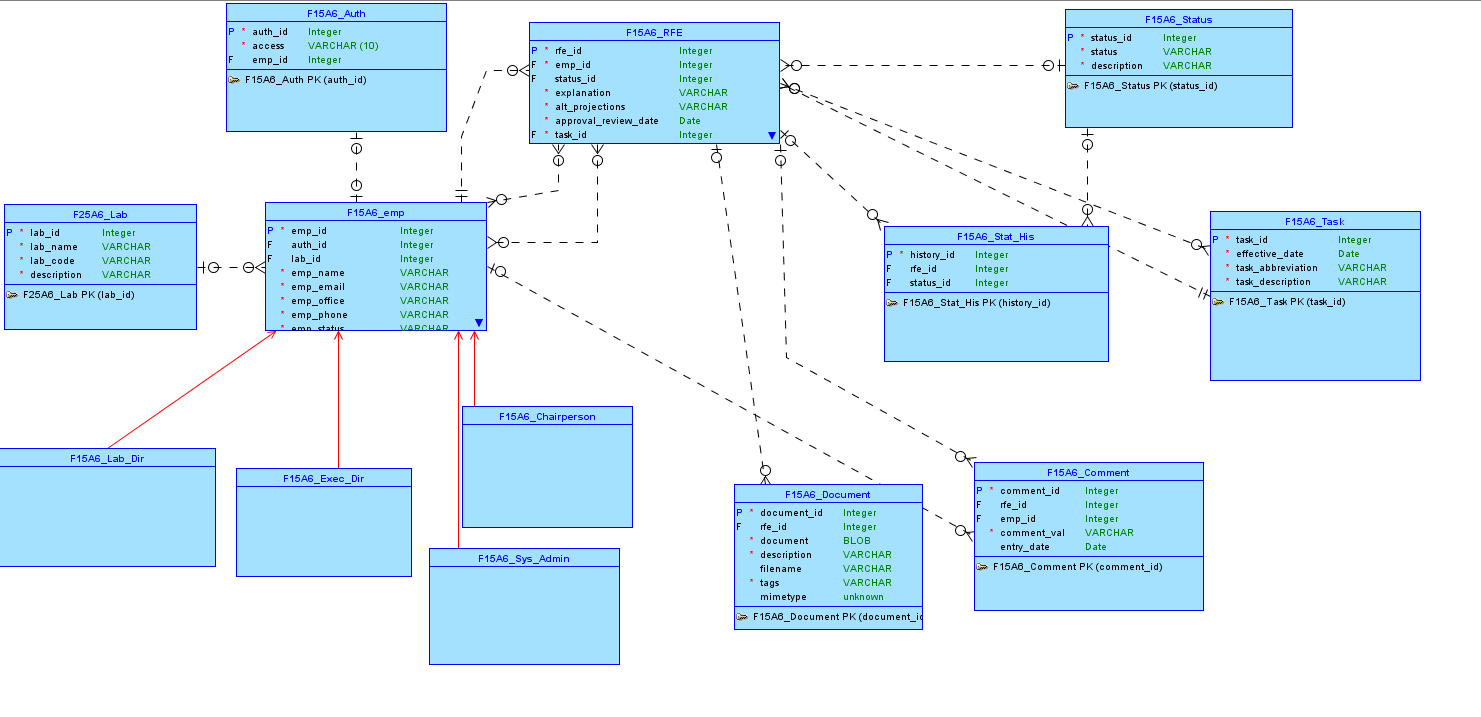 F15A6_Auth
P * auth_id Integer
* access VARCHAR (10)
F emp_id Integer
F15A6_Auth PK (auth_id)
F15A6_RFE
P * rfe_id Integer
F * emp_id Integer
F status_id Integer
* explanation VARCHAR
* alt_projections VARCHAR
* approval_review_date Date
F * task_id Integer
F15A6_Status
P * status_id Integer
* status VARCHAR
* description VARCHAR
F15A6_Status PK (status_id)
F25A6_Lab
P * lab_id Integer
* lab_name VARCHAR
* lab_code VARCHAR
* description VARCHAR
F25A6_Lab PK (lab_id)
F15A6_emp
P * emp_id Integer
F auth_id Integer
F lab_id Integer
* emp_name VARCHAR
* emp_email VARCHAR
* emp_office VARCHAR
* emp_phone VARCHAR
* emp_status VARCHAR
F15A6_Stat_His
P * history_id Integer
F rfe_id Integer
F status_id Integer
F15A6_Stat_His PK (history_id)
F15A6_Task
P * task_id Integer
* effective_date Date
* task_abbreviation VARCHAR
* task_description VARCHAR
F15A6_Task PK (task_id)
F15A6_Lab_Dir
F15A6_Exec_Dir
F15A6_Chairperson
F15A6_Sys_Admin
F15A6_Document
P * document_id Integer
F rfe_id Integer
* document BLOB
* description VARCHAR
filename VARCHAR
* tags VARCHAR
mimetype unknown
F15A6_Document PK (document_id
F15A6_Comment
P * comment_id Integer
F rfe_id Integer
F emp_id Integer
* comment_val VARCHAR
entry_date Date
F15A6_Comment PK (comment_id)